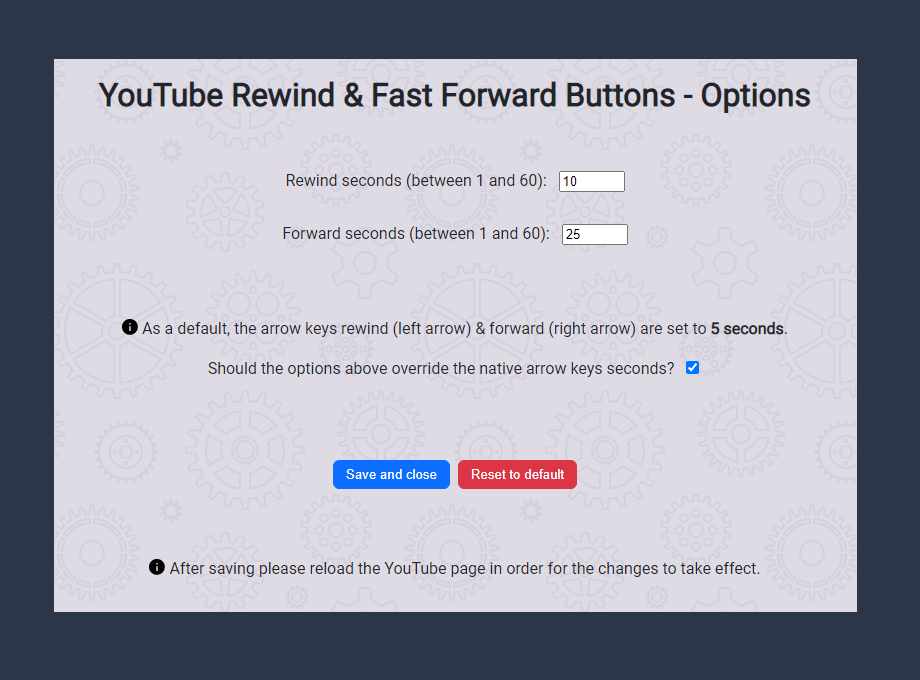 YouTube Rewind & Fast Forward Buttons - Options
Rewind seconds (between 1 and 60): 10
Forward seconds (between 1 and 60): 25
As a default, the arrow keys rewind (left arrow) & forward (right arrow) are set to 5 seconds.
Should the options above override the native arrow keys seconds?
Save and close Reset to default
After saving please reload the YouTube page in order for the changes to take effect.